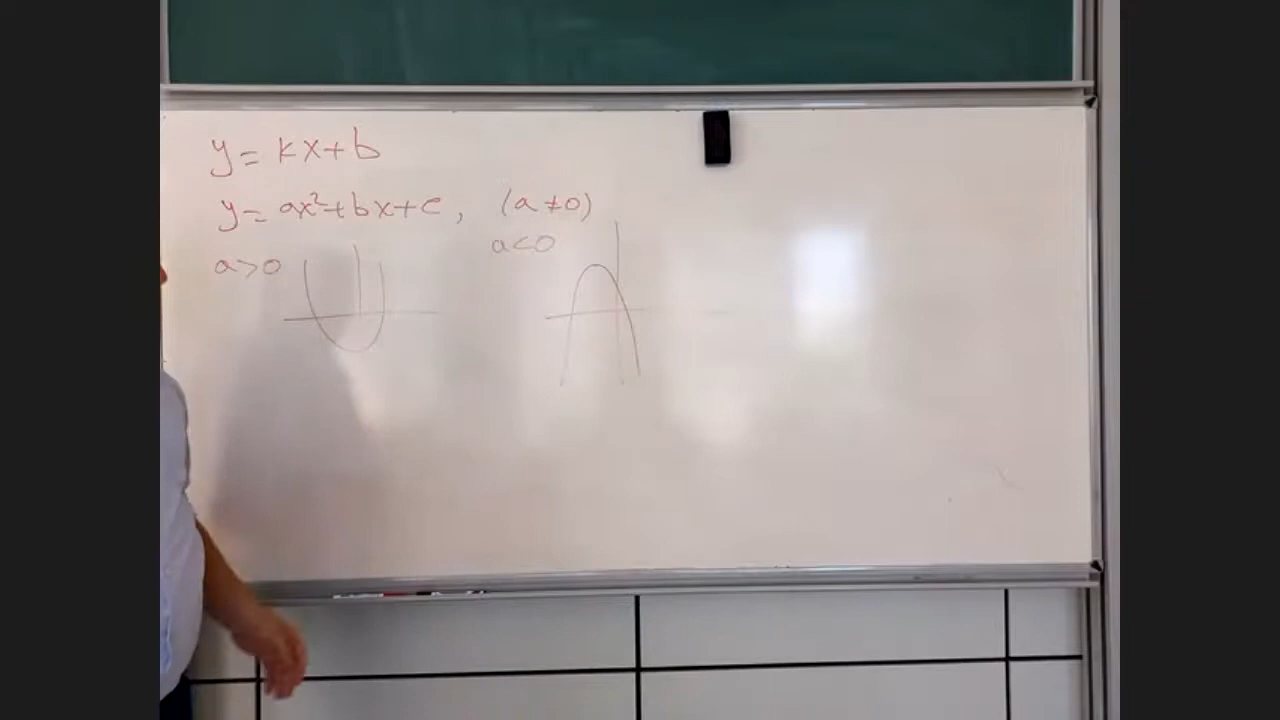 y = kx+b
y = ax²+bx+c, (a ≠ 0)
a>0 a<0